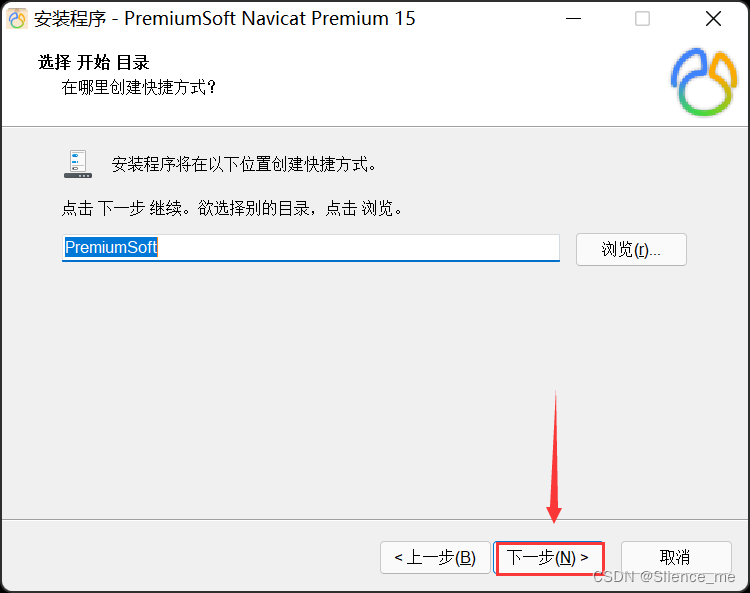 安装程序 - PremiumSoft Navicat Premium 15
选择 开始 目录
在哪里创建快捷方式？
安装程序将在以下位置创建快捷方式。
点击 下一步 继续。欲选择别的目录，点击 浏览。
PremiumSoft
浏览(r)...
< 上一步(B)
下一步(N) >
取消
CSDN @SIlence_me